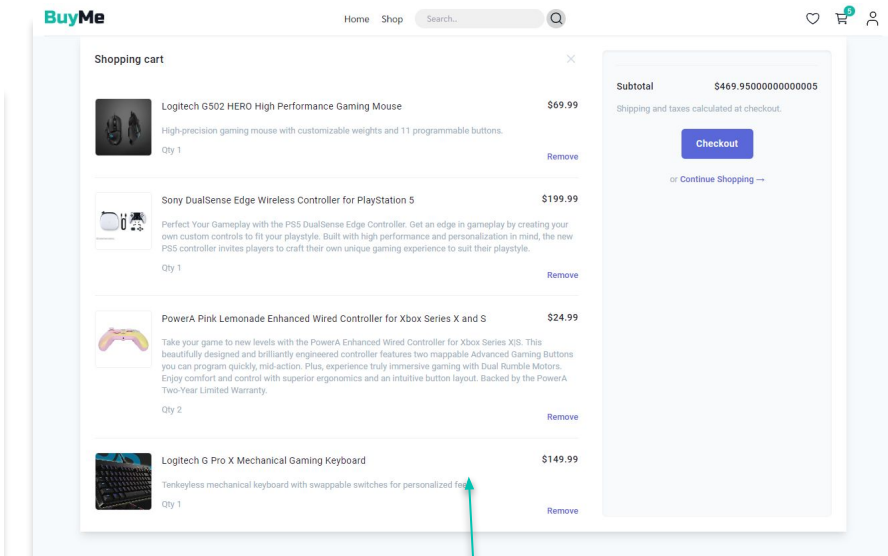 BuyMe
Home Shop Search..
5
Shopping cart
Logitech G502 HERO High Performance Gaming Mouse $69.99
High-precision gaming mouse with customizable weights and 11 programmable buttons.
Qty 1
Remove
Sony DualSense Edge Wireless Controller for PlayStation 5 $199.99
Perfect Your Gameplay with the PS5 DualSense Edge Controller. Get an edge in gameplay by creating your
own custom controls to fit your playstyle. Built with high performance and personalization in mind, the new
PS5 controller invites players to craft their own unique gaming experience to suit their playstyle.
Qty 1
Remove
PowerA Pink Lemonade Enhanced Wired Controller for Xbox Series X and S $24.99
Take your game to new levels with the PowerA Enhanced Wired Controller for Xbox Series X|S. This
beautifully designed and brilliantly engineered controller features two mappable Advanced Gaming Buttons
you can program quickly, mid-action. Plus, experience truly immersive gaming with Dual Rumble Motors.
Enjoy comfort and control with superior ergonomics and an intuitive button layout. Backed by the PowerA
Two-Year Limited Warranty.
Qty 2
Remove
Logitech G Pro X Mechanical Gaming Keyboard $149.99
Tenkeyless mechanical keyboard with swappable switches for personalized
Qty 1
Remove
Subtotal $469.95000000000005
Shipping and taxes calculated at checkout.
Checkout
or Continue Shopping →